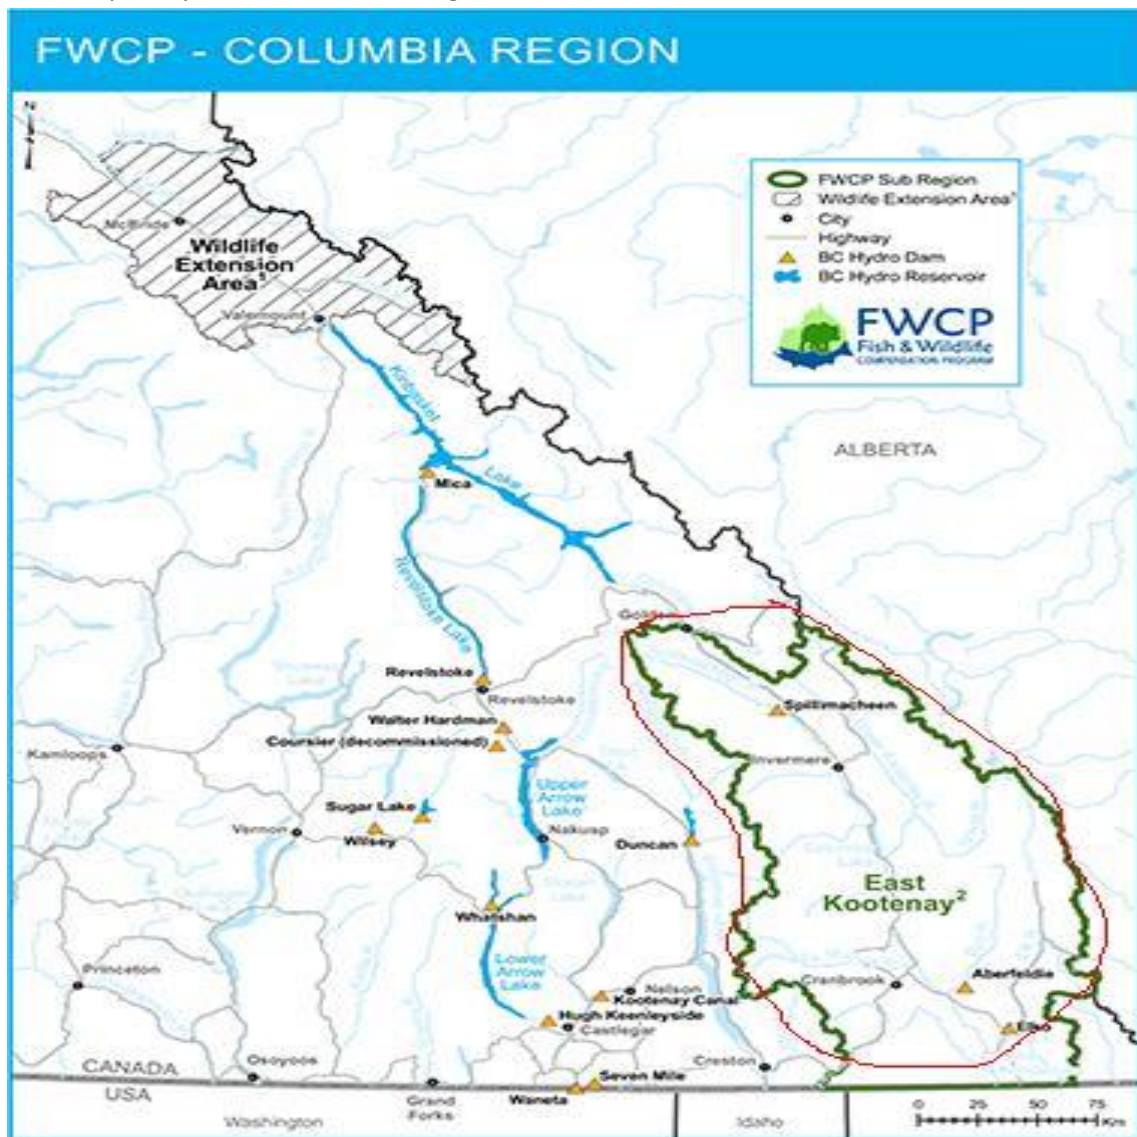 FWCP - COLUMBIA REGION
N
FWCP Sub Region
Wildlife Extension Area¹
City
Highway
BC Hydro Dam
BC Hydro Reservoir
FWCP
Fish & Wildlife
COMPENSATION PROGRAM
McBride
Wildlife
Extension
Area¹
Valemount
Kinbasket
Lake
ALBERTA
Mica
Revelstoke Lake
Golden
Revelstoke
Revelstoke
Spillimacheen
Walter Hardman
Coursier (decommissioned)
Kamloops
Invermere
Upper
Arrow
Lake
Sugar Lake
Vernon
Wilsey
Nakusp
Duncan
East
Kootenay²
Whatshan
Lower
Arrow
Lake
Princeton
Nelson
Kootenay Canal
Cranbrook
Aberfeldie
Hugh Keenleyside
Castlegar
Elko
CANADA
Osoyoos
Creston
USA
Seven Mile
Grand
Forks
Waneta
Washington
Idaho
0 25 50 75
Km